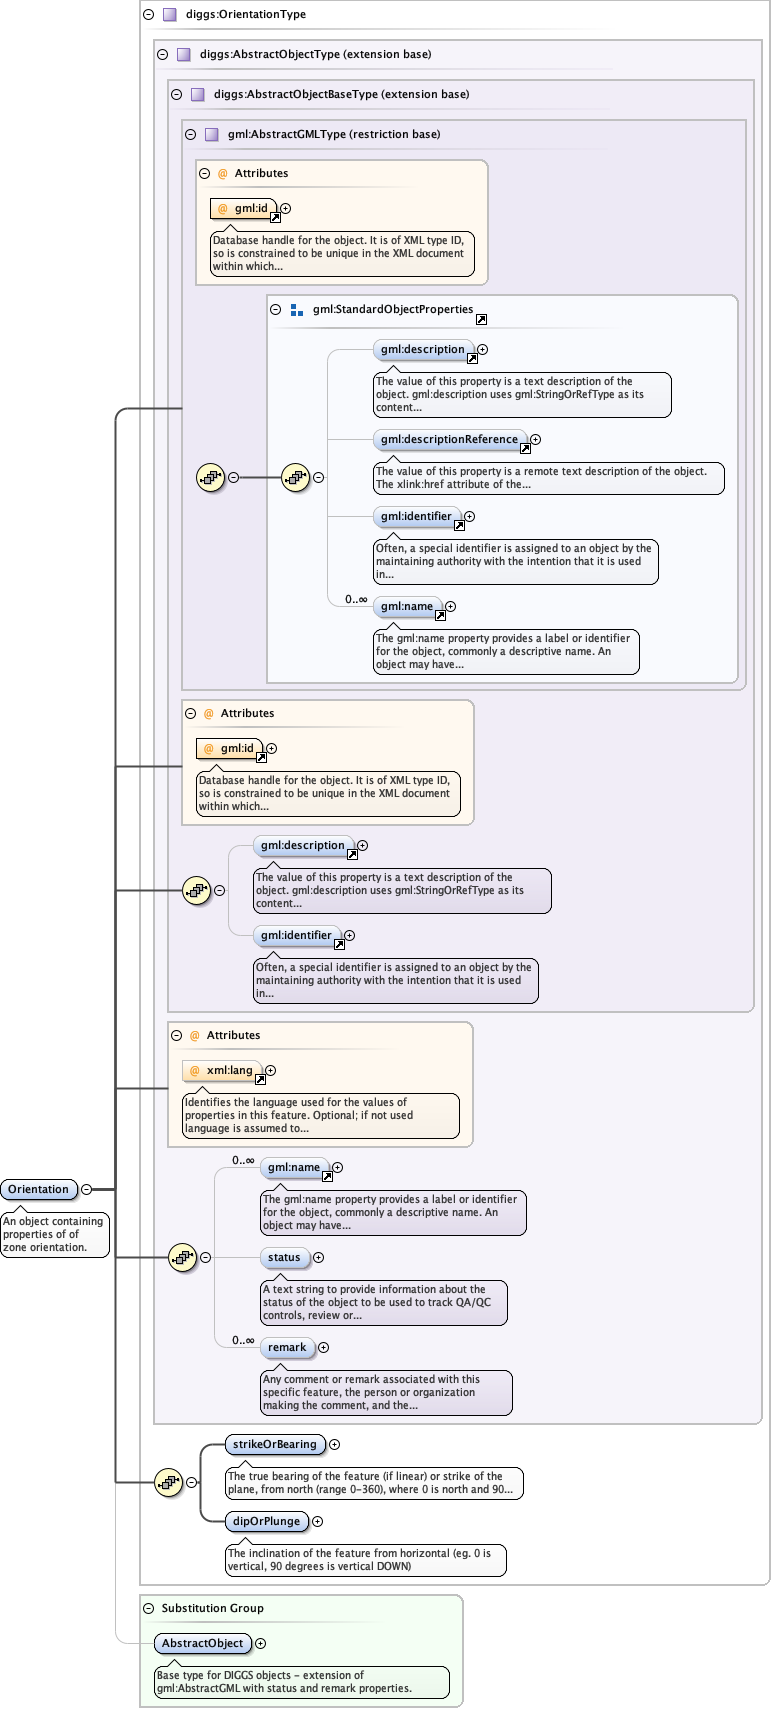 diggs:OrientationType
diggs:AbstractObjectType (extension base)
diggs:AbstractObjectBaseType (extension base)
gml:AbstractGMLType (restriction base)
@ Attributes
@ gml:id
Database handle for the object. It is of XML type ID,
so is constrained to be unique in the XML document
within which...
gml:StandardObjectProperties
gml:description
The value of this property is a text description of the
object. gml:description uses gml:StringOrRefType as its
content...
gml:descriptionReference
The value of this property is a remote text description of the object.
The xlink:href attribute of the...
gml:identifier
Often, a special identifier is assigned to an object by the
maintaining authority with the intention that it is used
in...
0..∞
gml:name
The gml:name property provides a label or identifier
for the object, commonly a descriptive name. An
object may have...
@ Attributes
@ gml:id
Database handle for the object. It is of XML type ID,
so is constrained to be unique in the XML document
within which...
gml:description
The value of this property is a text description of the
object. gml:description uses gml:StringOrRefType as its
content...
gml:identifier
Often, a special identifier is assigned to an object by the
maintaining authority with the intention that it is used
in...
@ Attributes
@ xml:lang
Identifies the language used for the values of
properties in this feature. Optional; if not used
language is assumed to...
0..∞
gml:name
The gml:name property provides a label or identifier
for the object, commonly a descriptive name. An
object may have...
Orientation
An object containing
properties of of
zone orientation.
status
A text string to provide information about the
status of the object to be used to track QA/QC
controls, review or...
0..∞
remark
Any comment or remark associated with this
specific feature, the person or organization
making the comment, and the...
strikeOrBearing
The true bearing of the feature (if linear) or strike of the
plane, from north (range 0-360), where 0 is north and 90...
dipOrPlunge
The inclination of the feature from horizontal (eg. 0 is
vertical, 90 degrees is vertical DOWN)
Substitution Group
AbstractObject
Base type for DIGGS objects - extension of
gml:AbstractGML with status and remark properties.